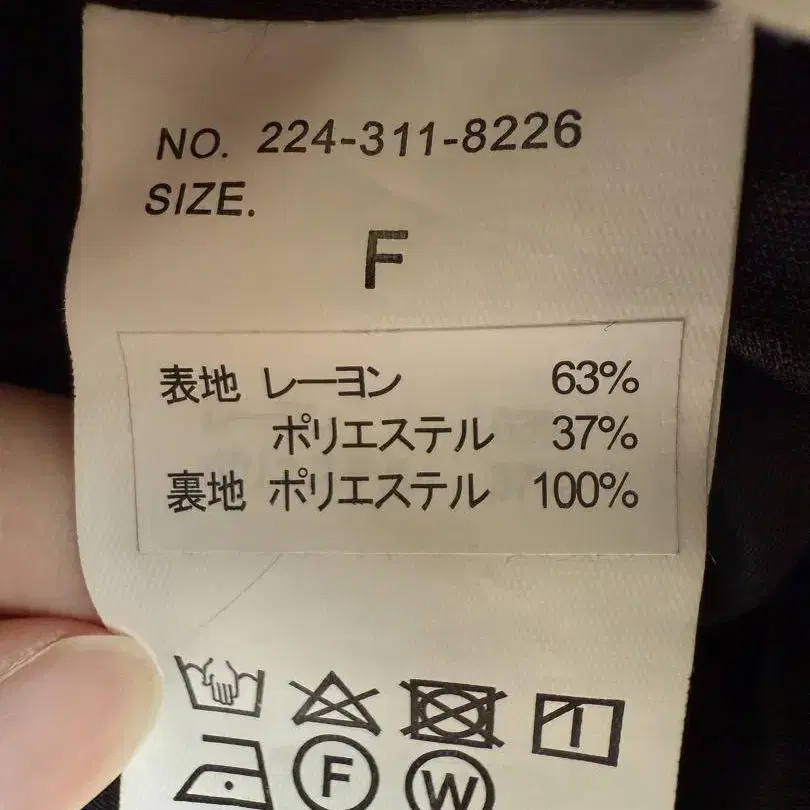 NO. 224-311-8226
SIZE.
F
表地 レーヨン 63%
ポリエステル 37%
裏地 ポリエステル 100%
F W